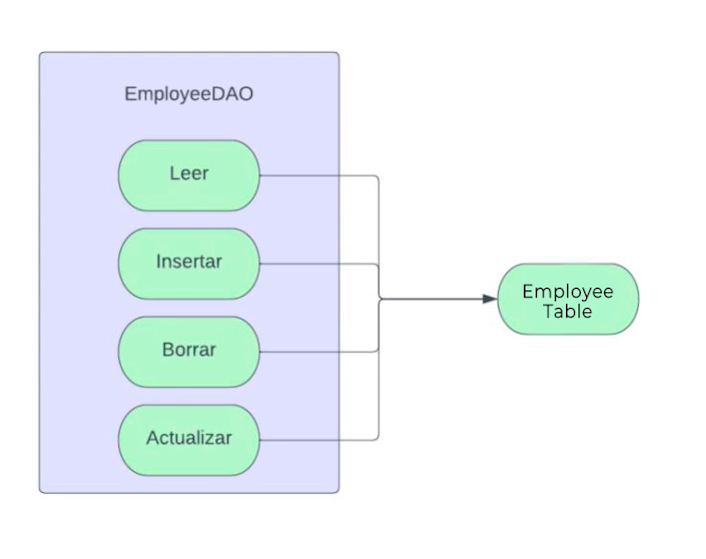 EmployeeDAO
Leer
Insertar
Borrar
Actualizar
Employee
Table